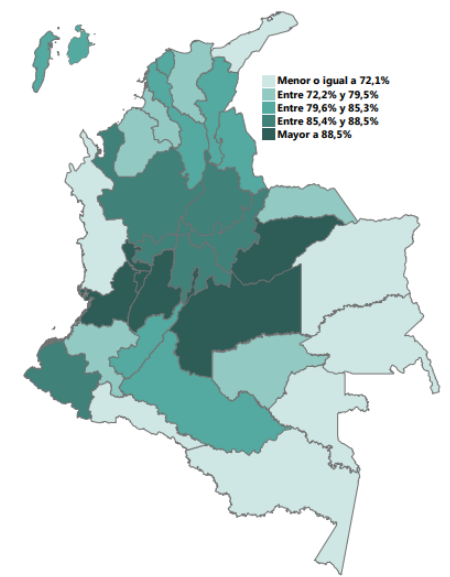 Menor o igual a 72,1%
Entre 72,2% y 79,5%
Entre 79,6% y 85,3%
Entre 85,4% y 88,5%
Mayor a 88,5%